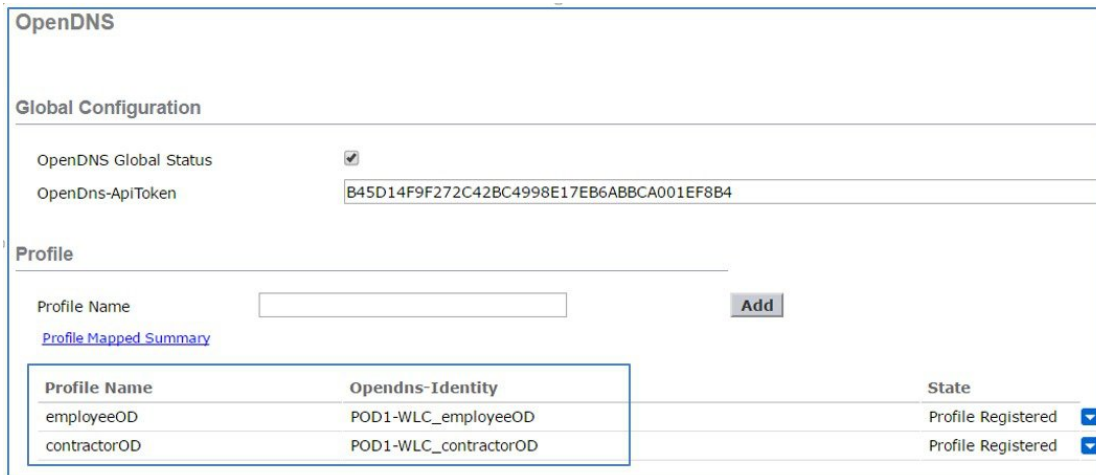 OpenDNS
Global Configuration
OpenDNS Global Status
OpenDns-ApiToken B45D14F9F272C42BC4998E17EB6ABBCA001EF8B4
Profile
Profile Name Add
Profile Mapped Summary
Profile Name Opendns-Identity State
employeeOD POD1-WLC_employeeOD Profile Registered
contractorOD POD1-WLC_contractorOD Profile Registered